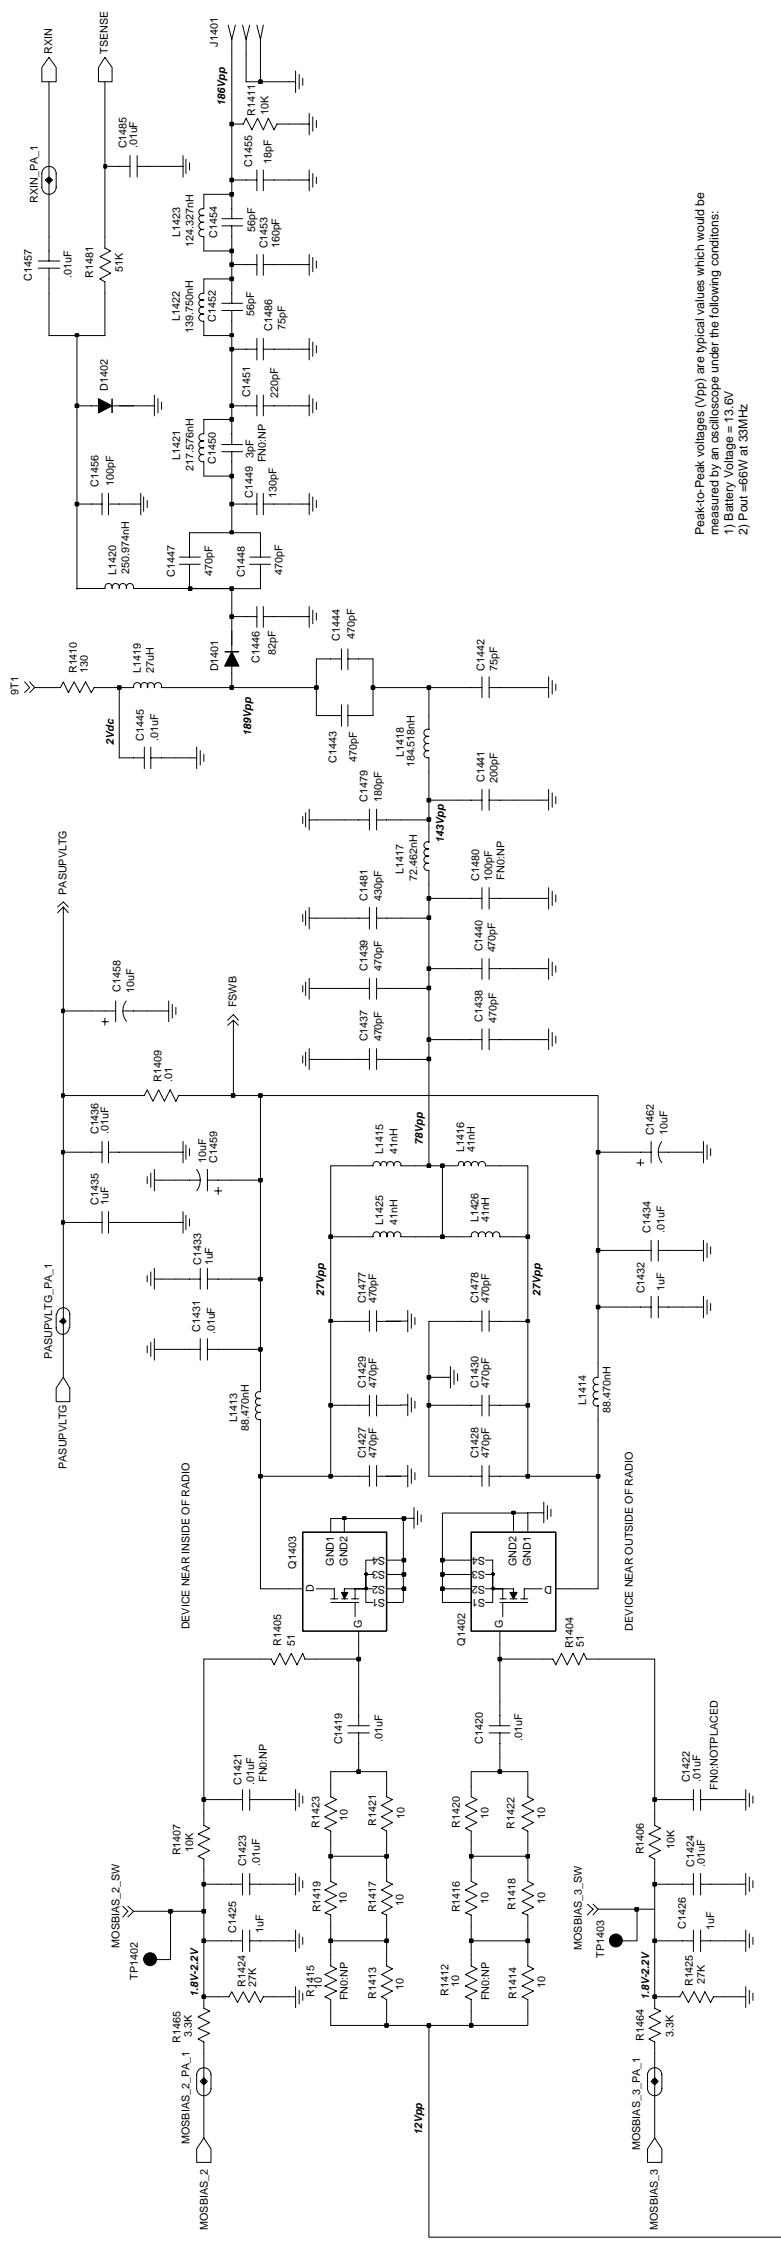 MOSBIAS_2
MOSBIAS_2_PA_1
R1465
3.3K
1.8V-2.2V
R1424
27K
TP1402
MOSBIAS_2_SW
C1425
1uF
C1423
.01uF
R1407
10K
C1421
.01uF
FN0:NP
R1405
51
R1415
10
FN0:NP
R1413
10
R1419
10
R1417
10
R1423
10
R1421
10
C1419
.01uF
12Vpp
R1412
10
FN0:NP
R1414
10
R1416
10
R1418
10
R1420
10
R1422
10
C1420
.01uF
MOSBIAS_3
MOSBIAS_3_PA_1
R1464
3.3K
1.8V-2.2V
R1425
27K
TP1403
MOSBIAS_3_SW
C1426
1uF
C1424
.01uF
R1406
10K
C1422
.01uF
FN0:NOTPLACED
R1404
51
DEVICE NEAR INSIDE OF RADIO
Q1403
D
G
GND1
GND2
S1
S2
S3
S4
Q1402
S1
S2
S3
S4
GND2
GND1
G
D
DEVICE NEAR OUTSIDE OF RADIO
PASUPVLTG
PASUPVLTG_PA_1
PASUPVLTG
L1413
88.470nH
C1431
.01uF
C1433
1uF
C1435
1uF
C1436
.01uF
10uF
C1459
R1409
.01
C1458
10uF
+
+
FSWB
C1427
470pF
C1429
470pF
C1477
470pF
27Vpp
L1425
41nH
L1415
41nH
C1428
470pF
C1430
470pF
C1478
470pF
27Vpp
L1426
41nH
L1416
41nH
78Vpp
L1414
88.470nH
C1432
1uF
C1434
.01uF
C1462
10uF
+
C1437
470pF
C1439
470pF
C1481
430pF
C1438
470pF
C1440
470pF
C1480
100pF
FN0:NP
L1417
72.462nH
143Vpp
C1479
180pF
C1441
200pF
L1418
184.518nH
C1442
75pF
C1443
470pF
C1444
470pF
9T1
R1410
130
2Vdc
C1445
.01uF
L1419
27uH
189Vpp
D1401
C1446
82pF
L1420
250.974nH
C1447
470pF
C1448
470pF
C1456
100pF
D1402
C1457
.01uF
RXIN_PA_1
RXIN
R1481
51K
C1485
.01uF
TSENSE
C1449
130pF
L1421
217.576nH
C1450
3pF
FN0:NP
C1451
220pF
C1486
75pF
L1422
139.750nH
C1452
56pF
C1453
160pF
L1423
124.327nH
C1454
56pF
C1455
18pF
R1411
10K
186Vpp
J1401
Peak-to-Peak voltages (Vpp) are typical values which would be
measured by an oscilloscope under the following conditons:
1) Battery Voltage = 13.6V
2) Pout =66W at 33MHz